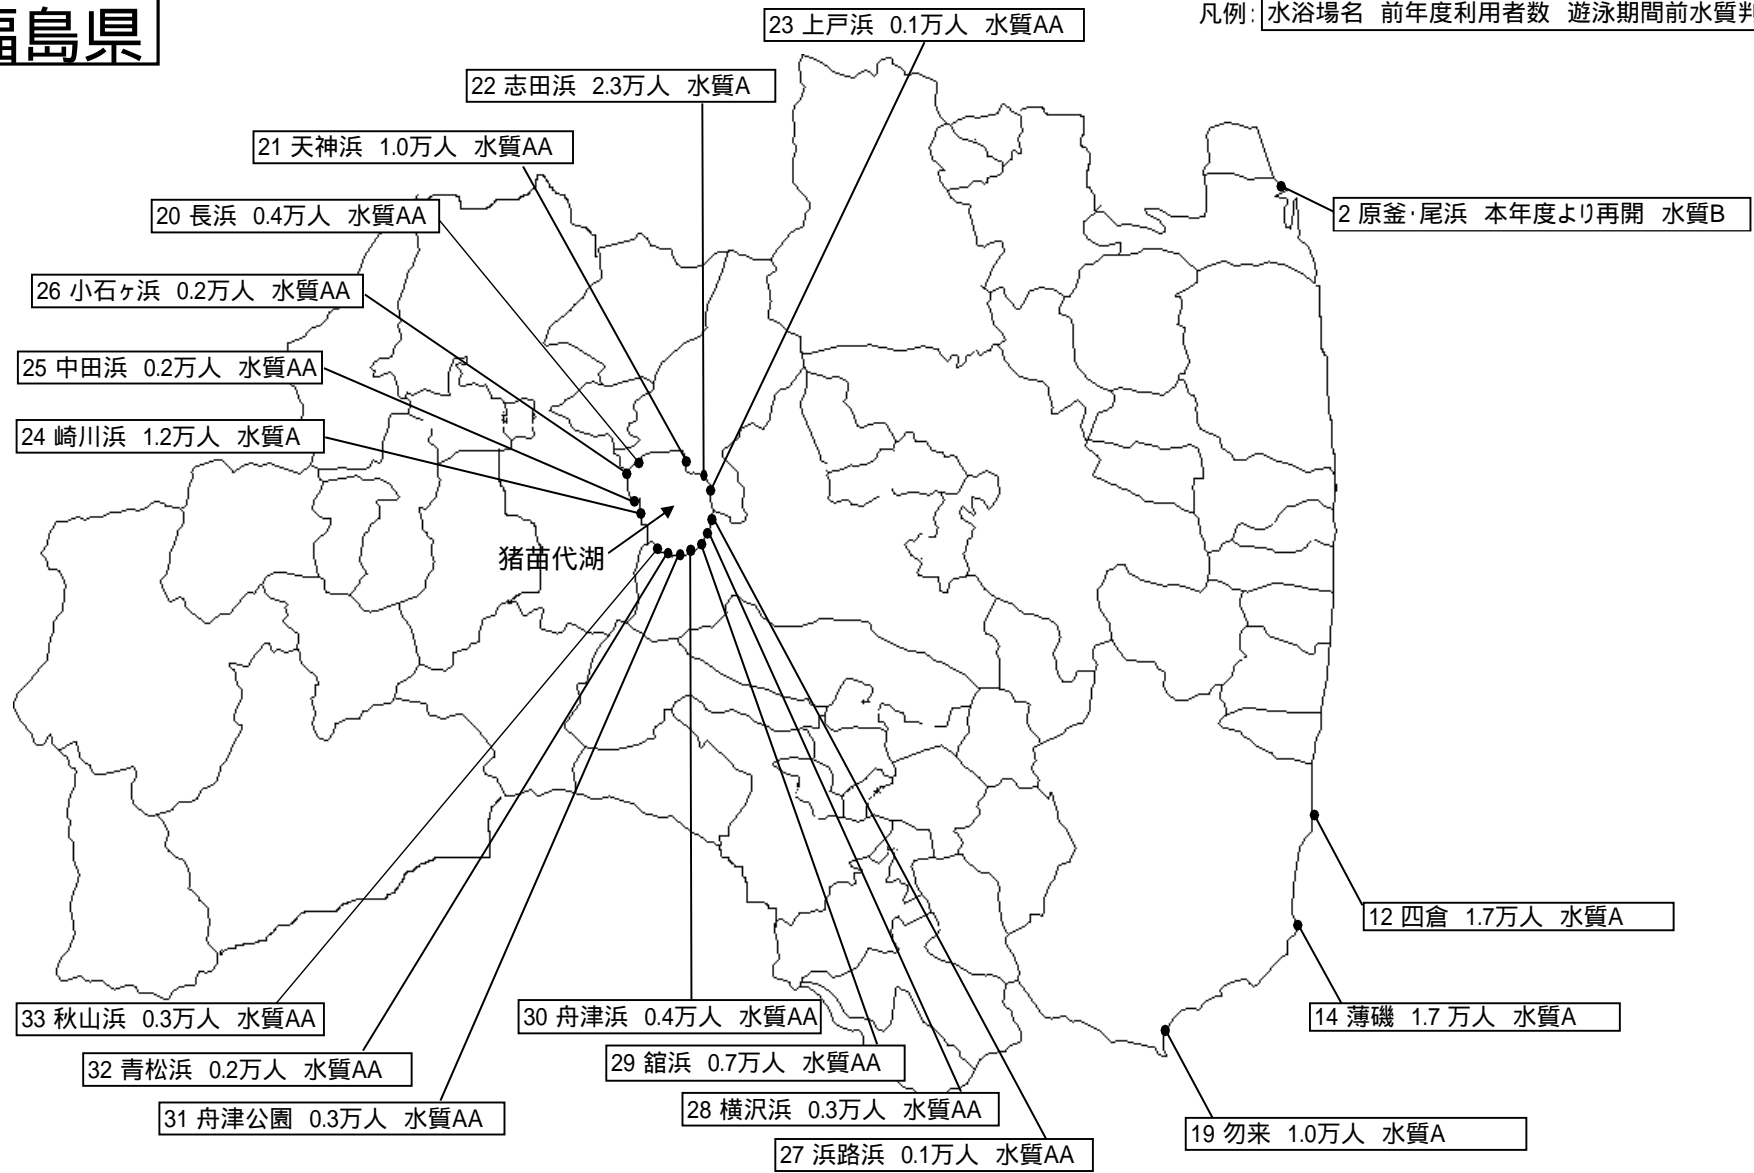 福島県
凡例: 水浴場名 前年度利用者数 遊泳期間前水質判
23 上戸浜 0.1万人 水質AA
22 志田浜 2.3万人 水質A
21 天神浜 1.0万人 水質AA
20 長浜 0.4万人 水質AA
2 原釜・尾浜 本年度より再開 水質B
26 小石ヶ浜 0.2万人 水質AA
25 中田浜 0.2万人 水質AA
24 崎川浜 1.2万人 水質A
猪苗代湖
12 四倉 1.7万人 水質A
33 秋山浜 0.3万人 水質AA
30 舟津浜 0.4万人 水質AA
14 薄磯 1.7 万人 水質A
32 青松浜 0.2万人 水質AA
29 舘浜 0.7万人 水質AA
31 舟津公園 0.3万人 水質AA
28 横沢浜 0.3万人 水質AA
19 勿来 1.0万人 水質A
27 浜路浜 0.1万人 水質AA